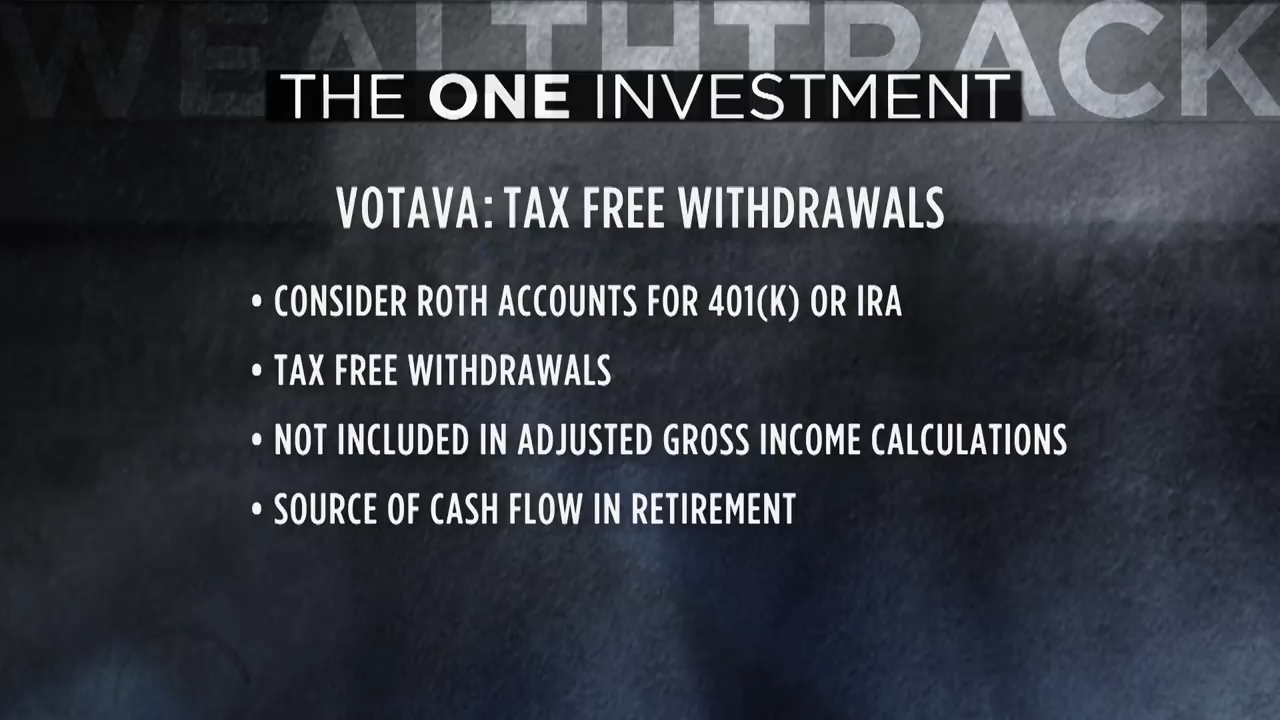 WEALTHTRACK
THE ONE INVESTMENT
VOTAVA: TAX FREE WITHDRAWALS
• CONSIDER ROTH ACCOUNTS FOR 401(K) OR IRA
• TAX FREE WITHDRAWALS
• NOT INCLUDED IN ADJUSTED GROSS INCOME CALCULATIONS
• SOURCE OF CASH FLOW IN RETIREMENT